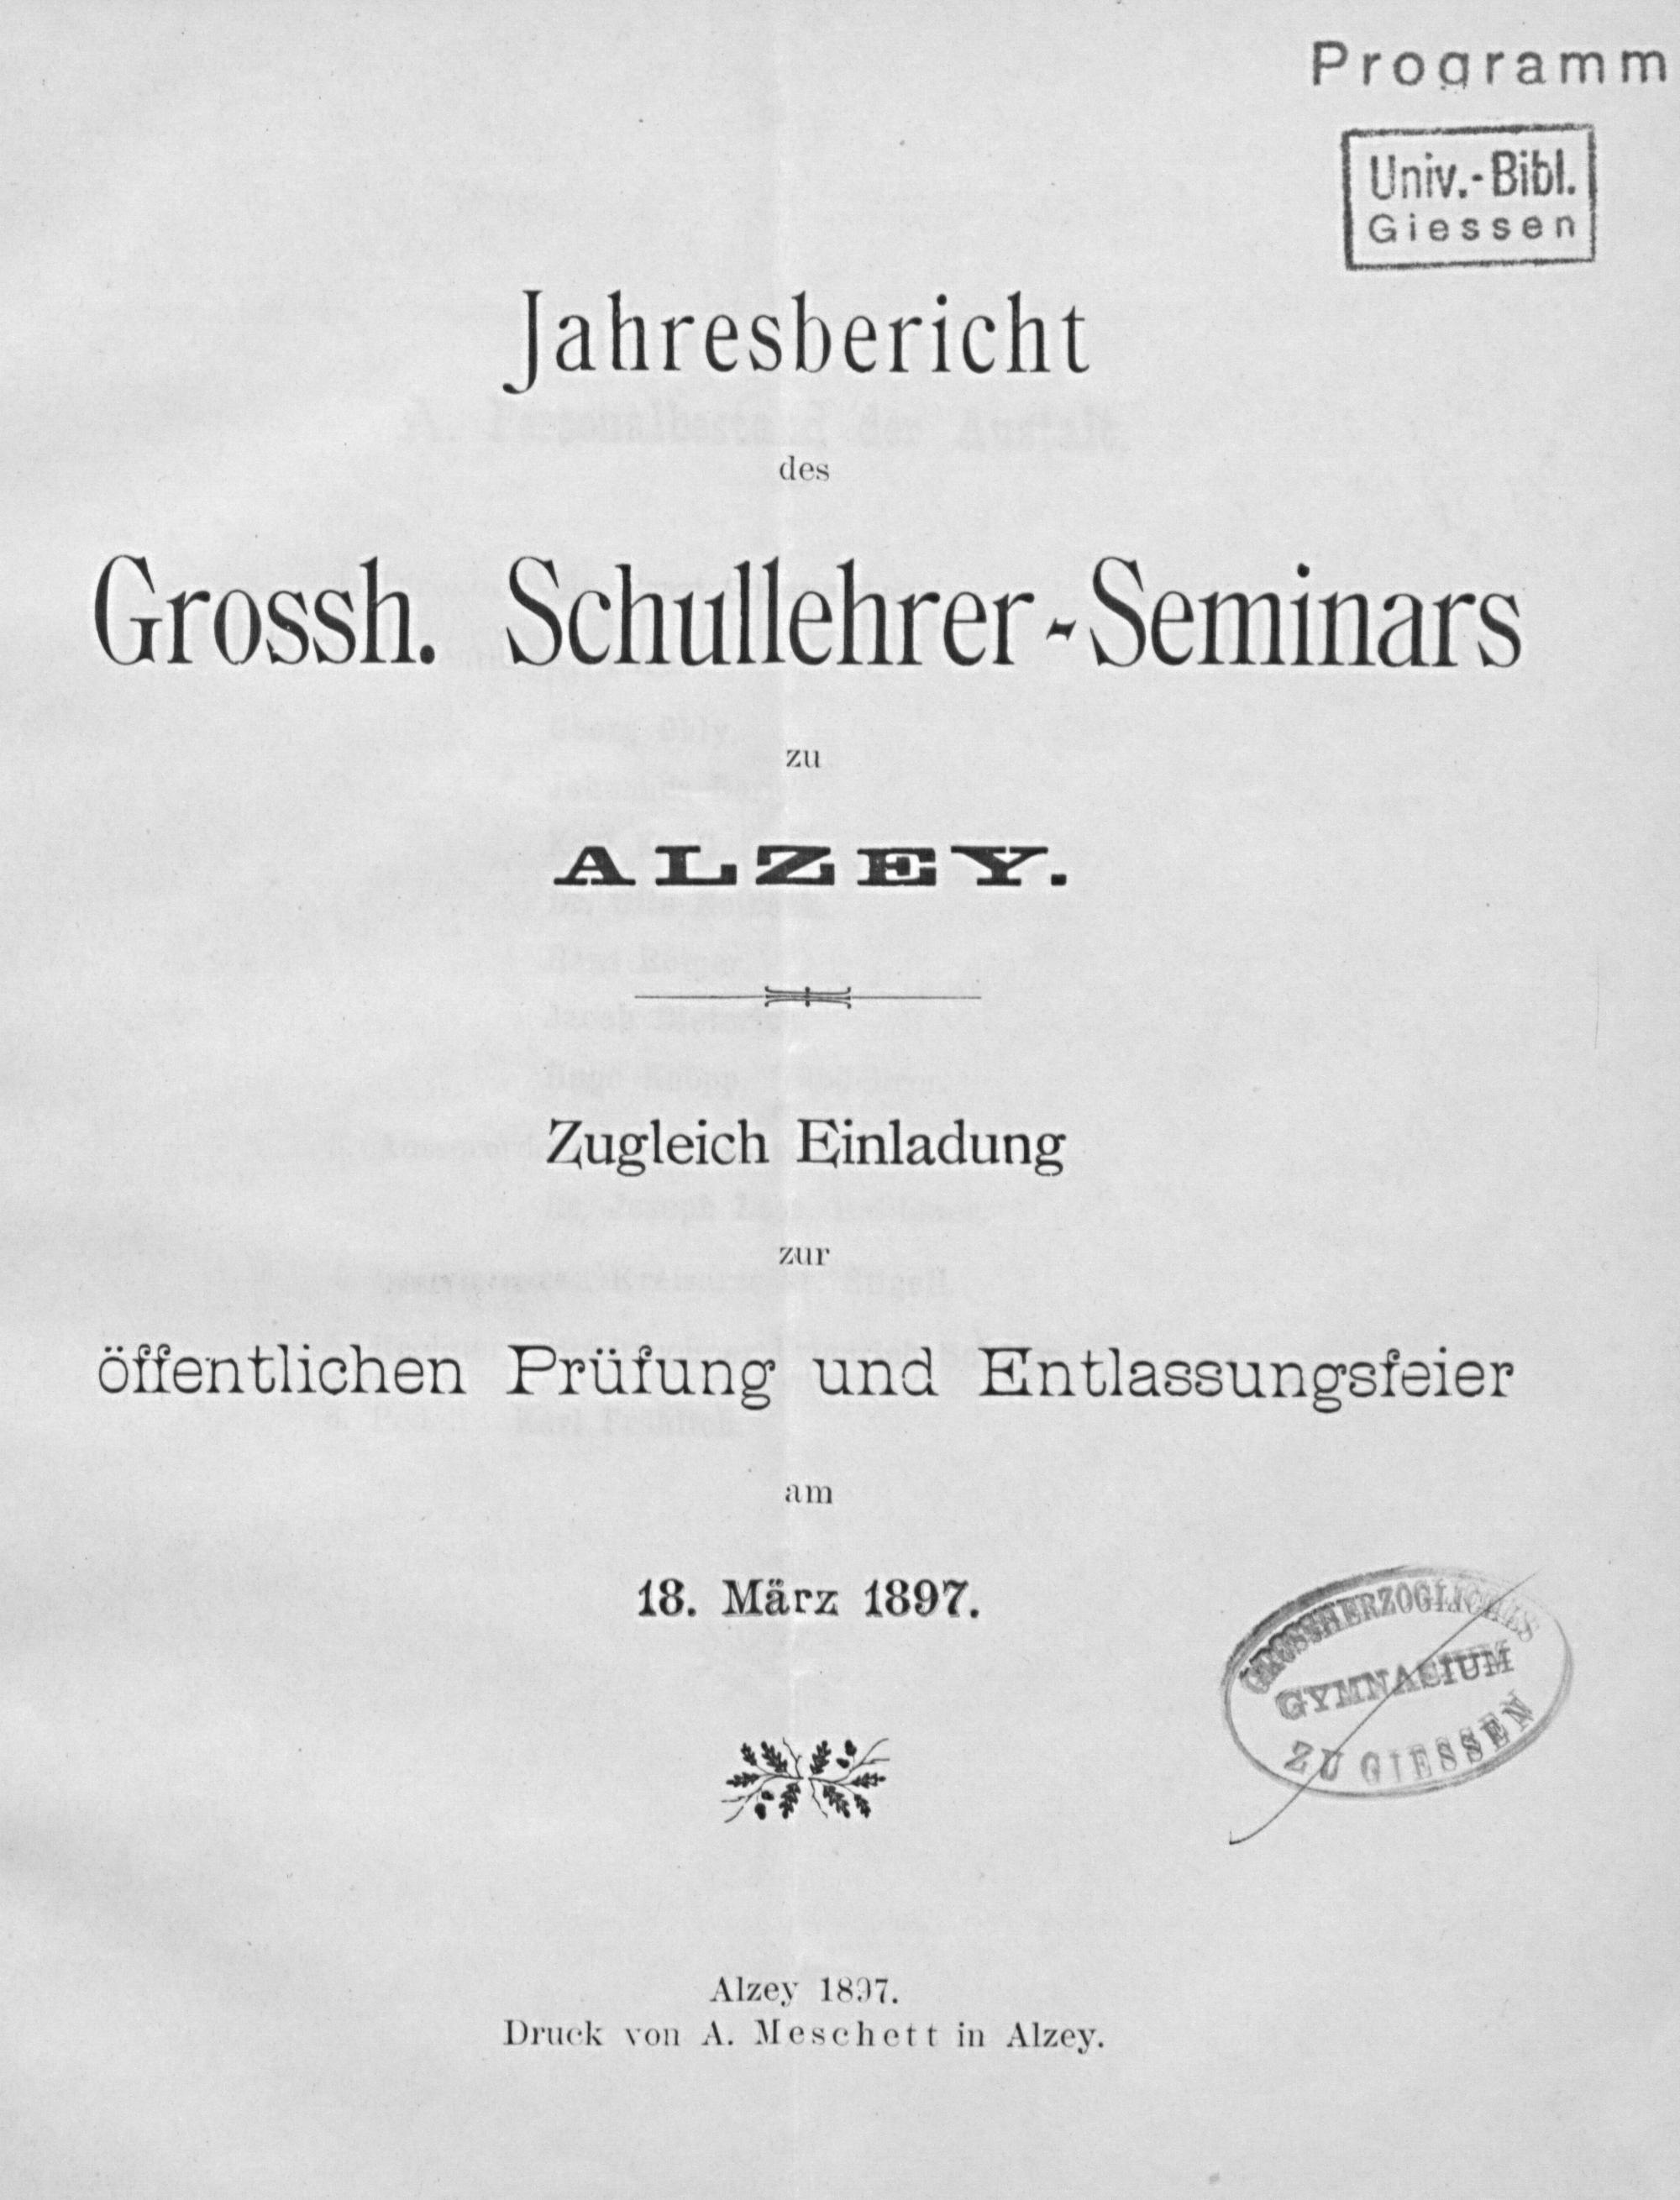 Programm
Univ.-Bibl.
Giessen
Jahresbericht
des
Grossh. Schullehrer-Seminars
zu
ALZEY.
Zugleich Einladung
zur
öffentlichen Prüfung und Entlassungsfeier
am
18. März 1897.
GROSSHERZOGLICHES
GYMNASIUM
ZU GIESSEN
Alzey 1897.
Druck von A. Meschett in Alzey.